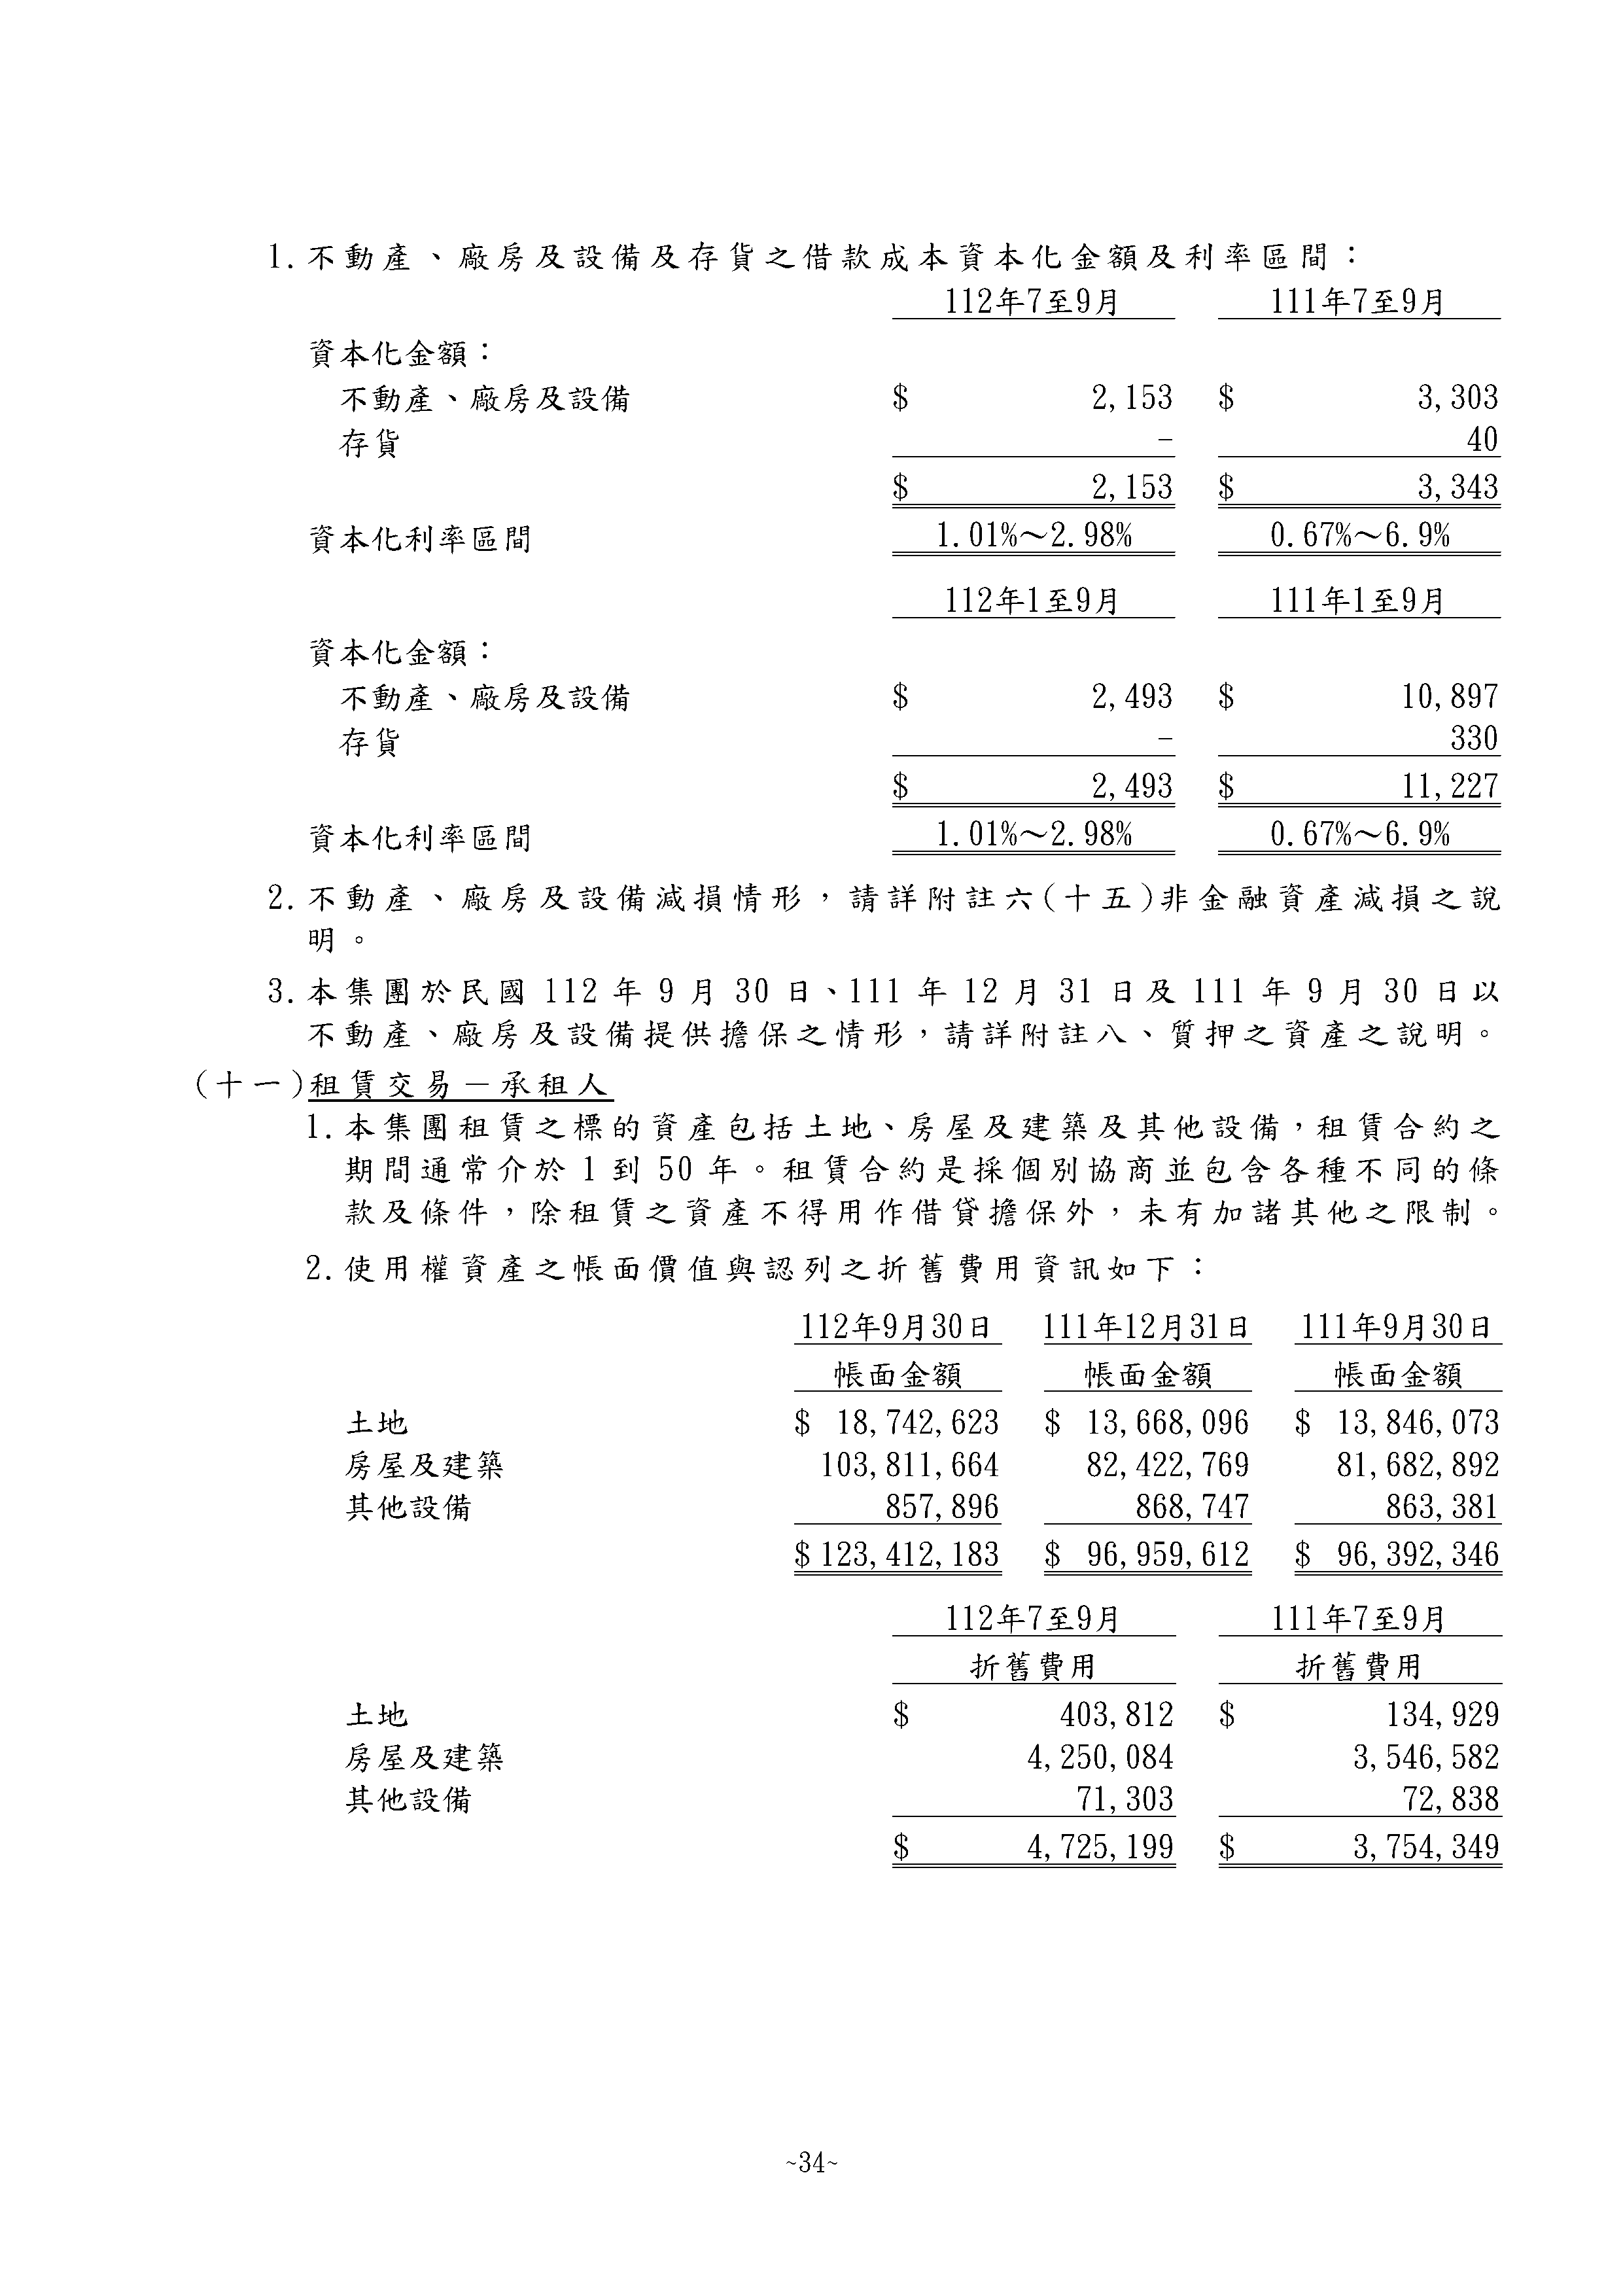 1.不動產、廠房及設備及存貨之借款成本資本化金額及利率區間：
112年7至9月 111年7至9月
資本化金額：
不動產、廠房及設備 $ 2,153 $ 3,303
存貨 - 40
$ 2,153 $ 3,343
資本化利率區間 1.01%～2.98% 0.67%～6.9%
112年1至9月 111年1至9月
資本化金額：
不動產、廠房及設備 $ 2,493 $ 10,897
存貨 - 330
$ 2,493 $ 11,227
資本化利率區間 1.01%～2.98% 0.67%～6.9%
2.不動產、廠房及設備減損情形，請詳附註六(十五)非金融資產減損之說
明。
3.本集團於民國 112 年 9 月 30 日、111 年 12 月 31 日及 111 年 9 月 30 日以
不動產、廠房及設備提供擔保之情形，請詳附註八、質押之資產之說明。
(十一)租賃交易－承租人
1.本集團租賃之標的資產包括土地、房屋及建築及其他設備，租賃合約之
期間通常介於 1 到 50 年。租賃合約是採個別協商並包含各種不同的條
款及條件，除租賃之資產不得用作借貸擔保外，未有加諸其他之限制。
2.使用權資產之帳面價值與認列之折舊費用資訊如下：
112年9月30日 111年12月31日 111年9月30日
帳面金額 帳面金額 帳面金額
土地 $ 18,742,623 $ 13,668,096 $ 13,846,073
房屋及建築 103,811,664 82,422,769 81,682,892
其他設備 857,896 868,747 863,381
$ 123,412,183 $ 96,959,612 $ 96,392,346
112年7至9月 111年7至9月
折舊費用 折舊費用
土地 $ 403,812 $ 134,929
房屋及建築 4,250,084 3,546,582
其他設備 71,303 72,838
$ 4,725,199 $ 3,754,349
~34~